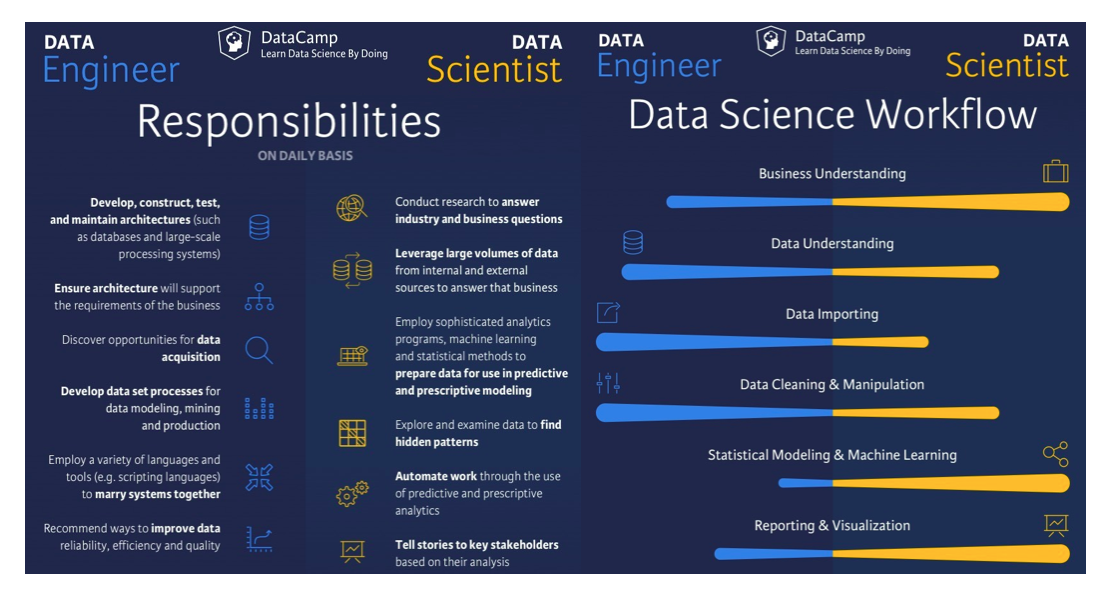 DATA
Engineer
DataCamp
Learn Data Science By Doing
DATA
Scientist
Responsibilities
ON DAILY BASIS
Develop, construct, test,
and maintain architectures (such
as databases and large-scale
processing systems)
Ensure architecture will support
the requirements of the business
Discover opportunities for data
acquisition
Develop data set processes for
data modeling, mining
and production
Employ a variety of languages and
tools (e.g. scripting languages)
to marry systems together
Recommend ways to improve data
reliability, efficiency and quality
Conduct research to answer
industry and business questions
Leverage large volumes of data
from internal and external
sources to answer that business
Employ sophisticated analytics
programs, machine learning
and statistical methods to
prepare data for use in predictive
and prescriptive modeling
Explore and examine data to find
hidden patterns
Automate work through the use
of predictive and prescriptive
analytics
Tell stories to key stakeholders
based on their analysis
DATA
Engineer
DataCamp
Learn Data Science By Doing
DATA
Scientist
Data Science Workflow
Business Understanding
Data Understanding
Data Importing
Data Cleaning & Manipulation
Statistical Modeling & Machine Learning
Reporting & Visualization